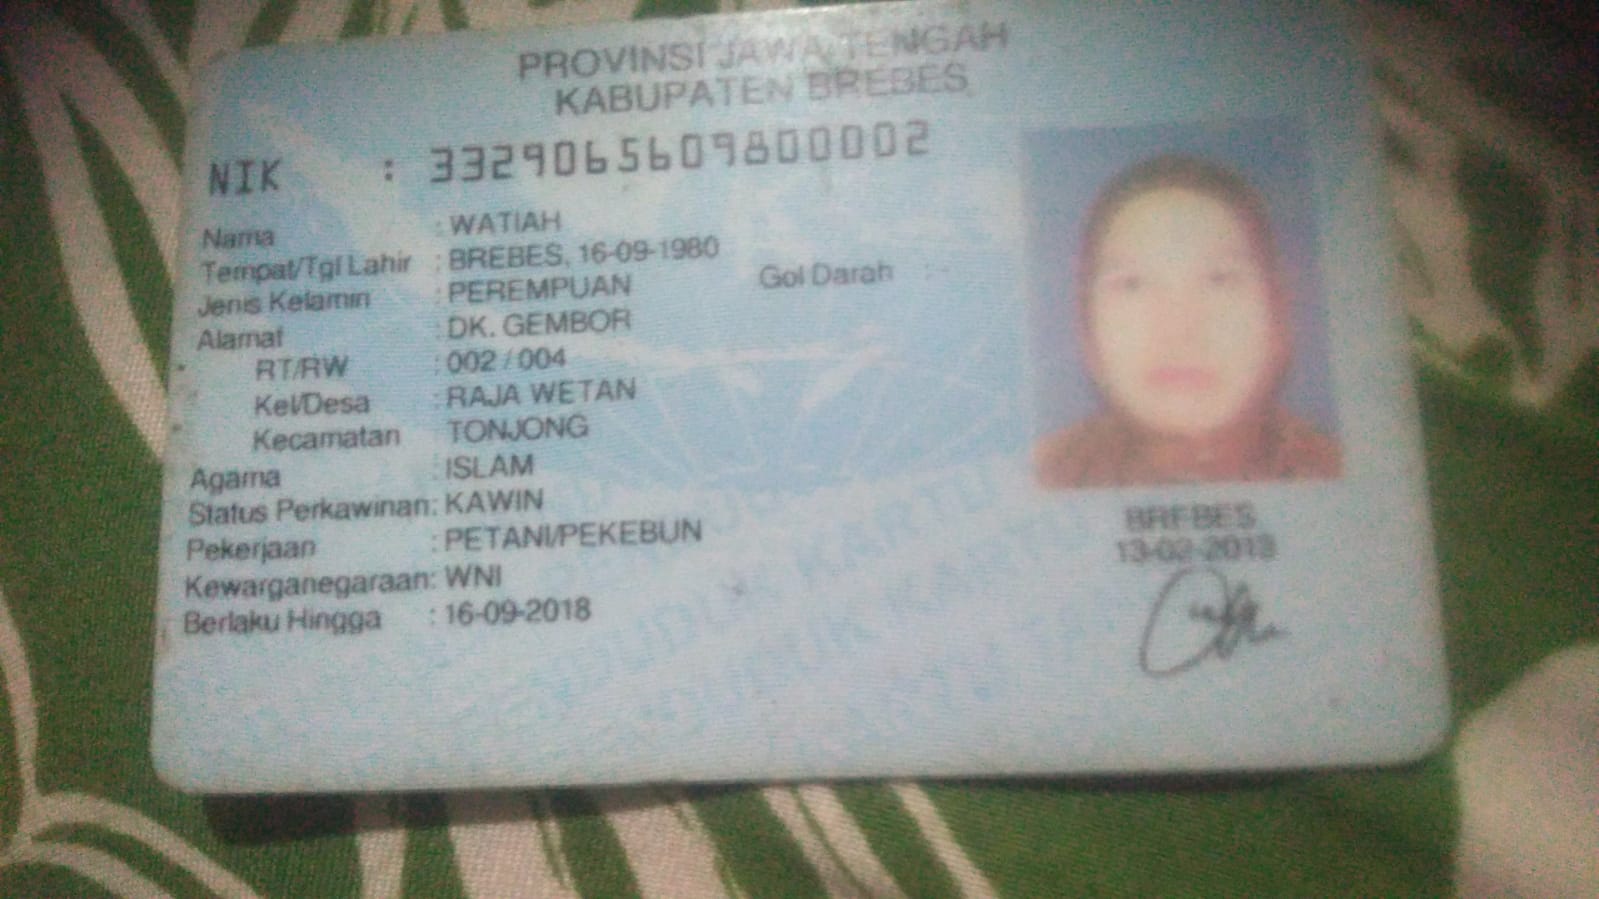 PROVINSI JAWA TENGAH
KABUPATEN BREBES
NIK : 3329065609800002
Nama : WATIAH
Tempat/Tgl Lahir : BREBES, 16-09-1980
Jenis Kelamin : PEREMPUAN Gol Darah : -
Alamat : DK. GEMBOR
RT/RW : 002 / 004
Kel/Desa : RAJA WETAN
Kecamatan : TONJONG
Agama : ISLAM
Status Perkawinan: KAWIN
Pekerjaan : PETANI/PEKEBUN
Kewarganegaraan: WNI
Berlaku Hingga : 16-09-2018
BREBES
13-02-2013